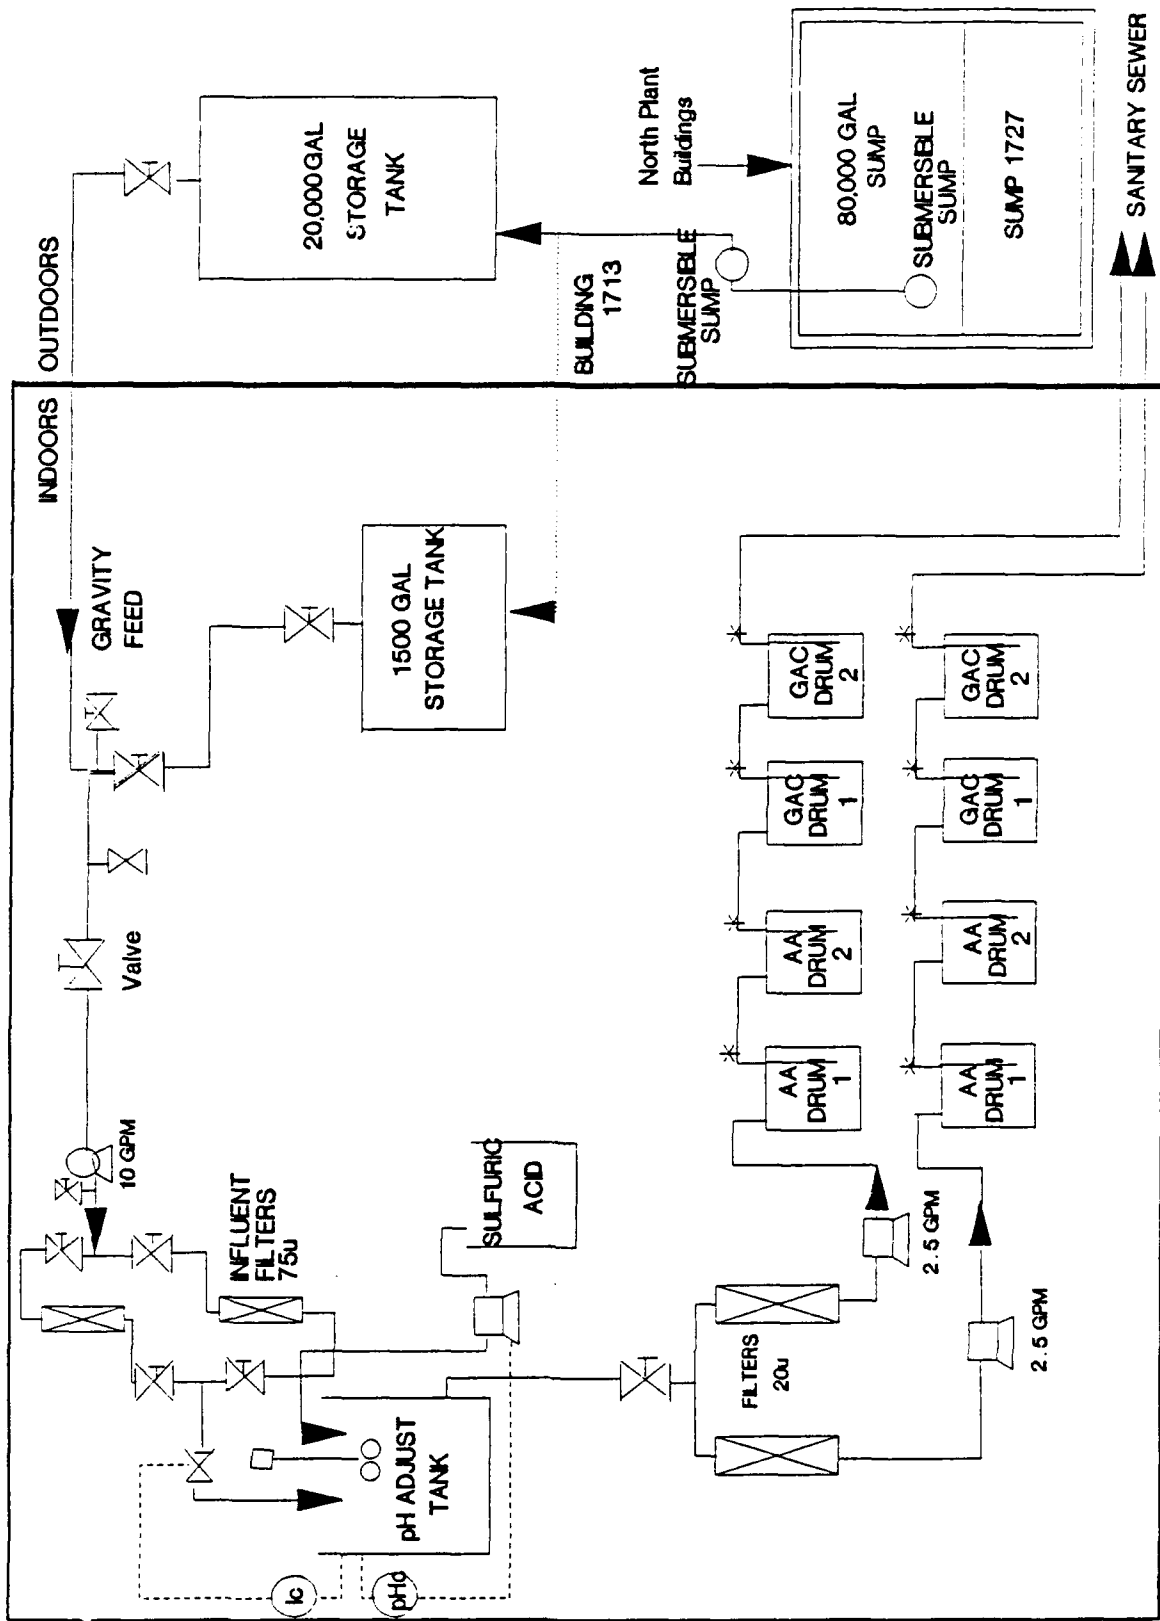 INDOORS
OUTDOORS
GRAVITY
FEED
Valve
10 GPM
INFLUENT
FILTERS
75u
SULFURIC
ACID
pH ADJUST
TANK
lc
pHc
1500 GAL
STORAGE TANK
20,000 GAL
STORAGE
TANK
BUILDING
1713
SUBMERSIBLE
SUMP
North Plant
Buildings
80,000 GAL
SUMP
SUBMERSIBLE
SUMP
SUMP 1727
SANITARY SEWER
FILTERS
20u
2.5 GPM
2.5 GPM
AA
DRUM
1
AA
DRUM
2
GAC
DRUM
1
GAC
DRUM
2
AA
DRUM
1
AA
DRUM
2
GAC
DRUM
1
GAC
DRUM
2